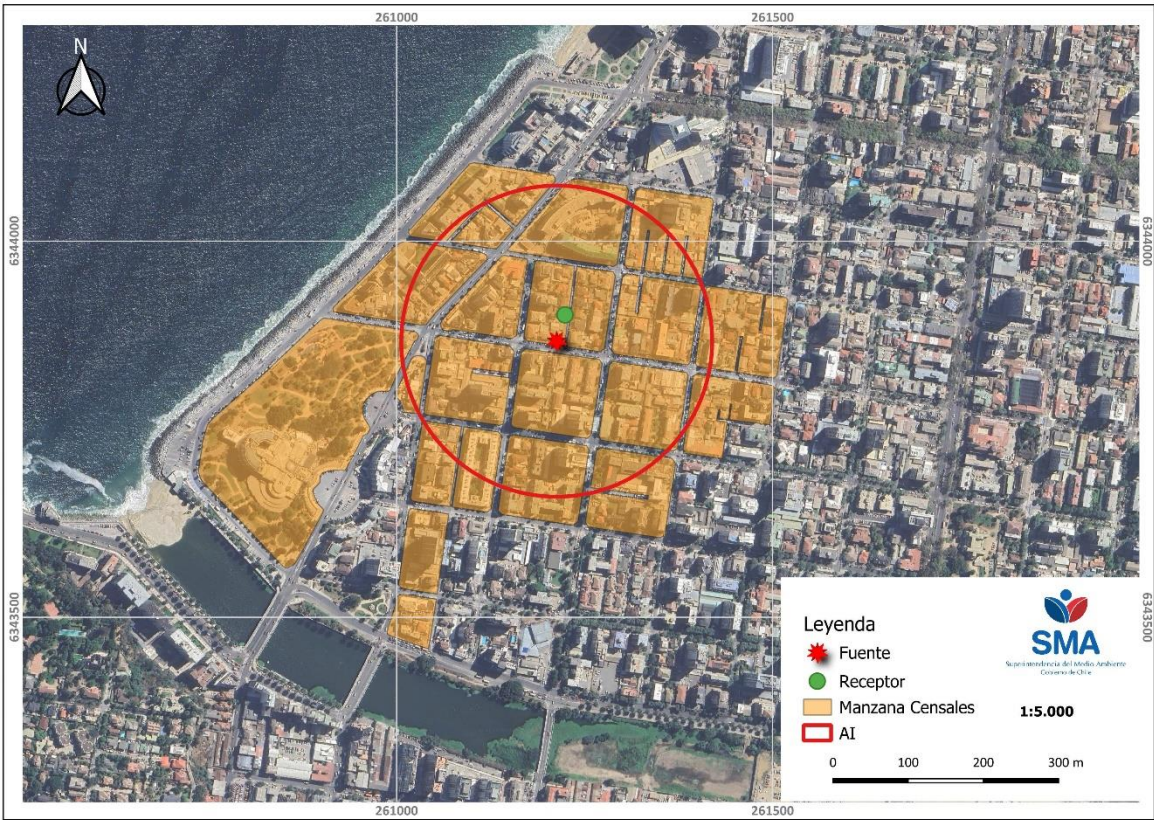 261000
261500
N
6344000
6344000
6343500
6343500
Leyenda
Fuente
Receptor
Manzana Censales
AI
SMA
Superintendencia del Medio Ambiente
Gobierno de Chile
1:5.000
0 100 200 300 m
261000
261500